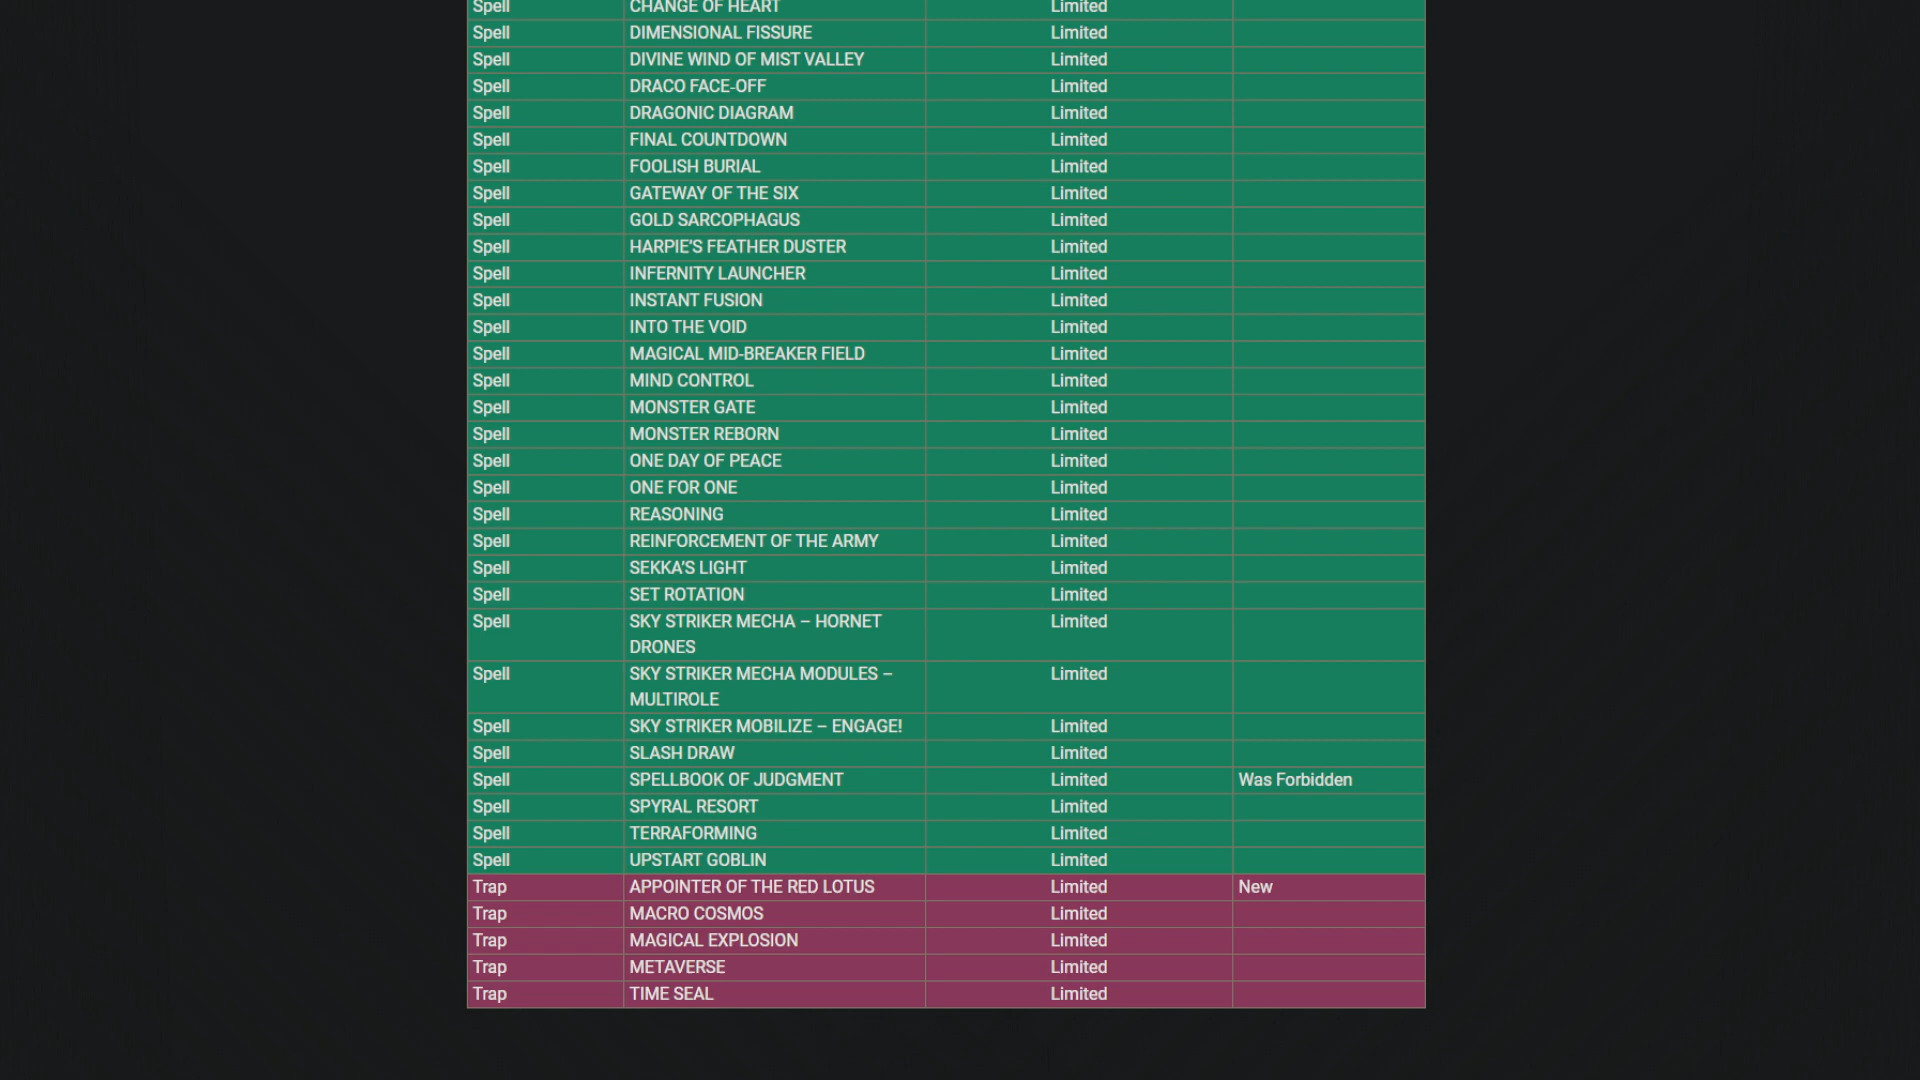 Spell CHANGE OF HEART Limited
Spell DIMENSIONAL FISSURE Limited
Spell DIVINE WIND OF MIST VALLEY Limited
Spell DRACO FACE-OFF Limited
Spell DRAGONIC DIAGRAM Limited
Spell FINAL COUNTDOWN Limited
Spell FOOLISH BURIAL Limited
Spell GATEWAY OF THE SIX Limited
Spell GOLD SARCOPHAGUS Limited
Spell HARPIE'S FEATHER DUSTER Limited
Spell INFERNITY LAUNCHER Limited
Spell INSTANT FUSION Limited
Spell INTO THE VOID Limited
Spell MAGICAL MID-BREAKER FIELD Limited
Spell MIND CONTROL Limited
Spell MONSTER GATE Limited
Spell MONSTER REBORN Limited
Spell ONE DAY OF PEACE Limited
Spell ONE FOR ONE Limited
Spell REASONING Limited
Spell REINFORCEMENT OF THE ARMY Limited
Spell SEKKA'S LIGHT Limited
Spell SET ROTATION Limited
Spell SKY STRIKER MECHA – HORNET Limited
DRONES
Spell SKY STRIKER MECHA MODULES – Limited
MULTIROLE
Spell SKY STRIKER MOBILIZE – ENGAGE! Limited
Spell SLASH DRAW Limited
Spell SPELLBOOK OF JUDGMENT Limited Was Forbidden
Spell SPYRAL RESORT Limited
Spell TERRAFORMING Limited
Spell UPSTART GOBLIN Limited
Trap APPOINTER OF THE RED LOTUS Limited New
Trap MACRO COSMOS Limited
Trap MAGICAL EXPLOSION Limited
Trap METAVERSE Limited
Trap TIME SEAL Limited